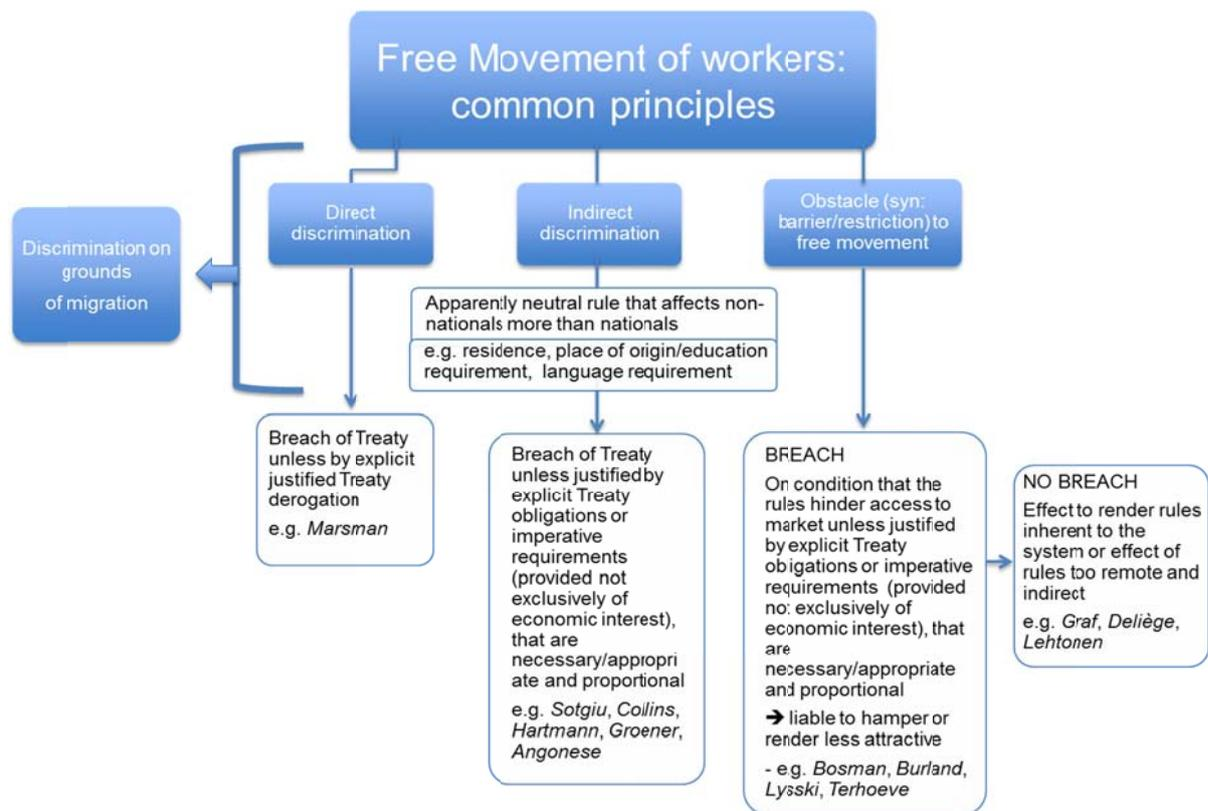 Free Movement of workers:
common principles
Discrimination on
grounds
of migration
Direct
discrimination
Indirect
discrimination
Obstacle (syn:
barrier/restriction) to
free movement
Apparently neutral rule that affects non-
nationals more than nationals
e.g. residence, place of origin/education
requirement, language requirement
Breach of Treaty
unless by explicit
justified Treaty
derogation
e.g. Marsman
Breach of Treaty
unless justified by
explicit Treaty
obligations or
imperative
requirements
(provided not
exclusively of
economic interest),
that are
necessary/appropri
ate and proportional
e.g. Sotgiu, Collins,
Hartmann, Groener,
Angonese
BREACH
On condition that the
rules hinder access to
market unless justified
by explicit Treaty
obligations or imperative
requirements (provided
not exclusively of
economic interest), that
are
necessary/appropriate
and proportional
➔ liable to hamper or
render less attractive
- e.g. Bosman, Burland,
Lysski, Terhoeve
NO BREACH
Effect to render rules
inherent to the
system or effect of
rules too remote and
indirect
e.g. Graf, Deliège,
Lehtonen